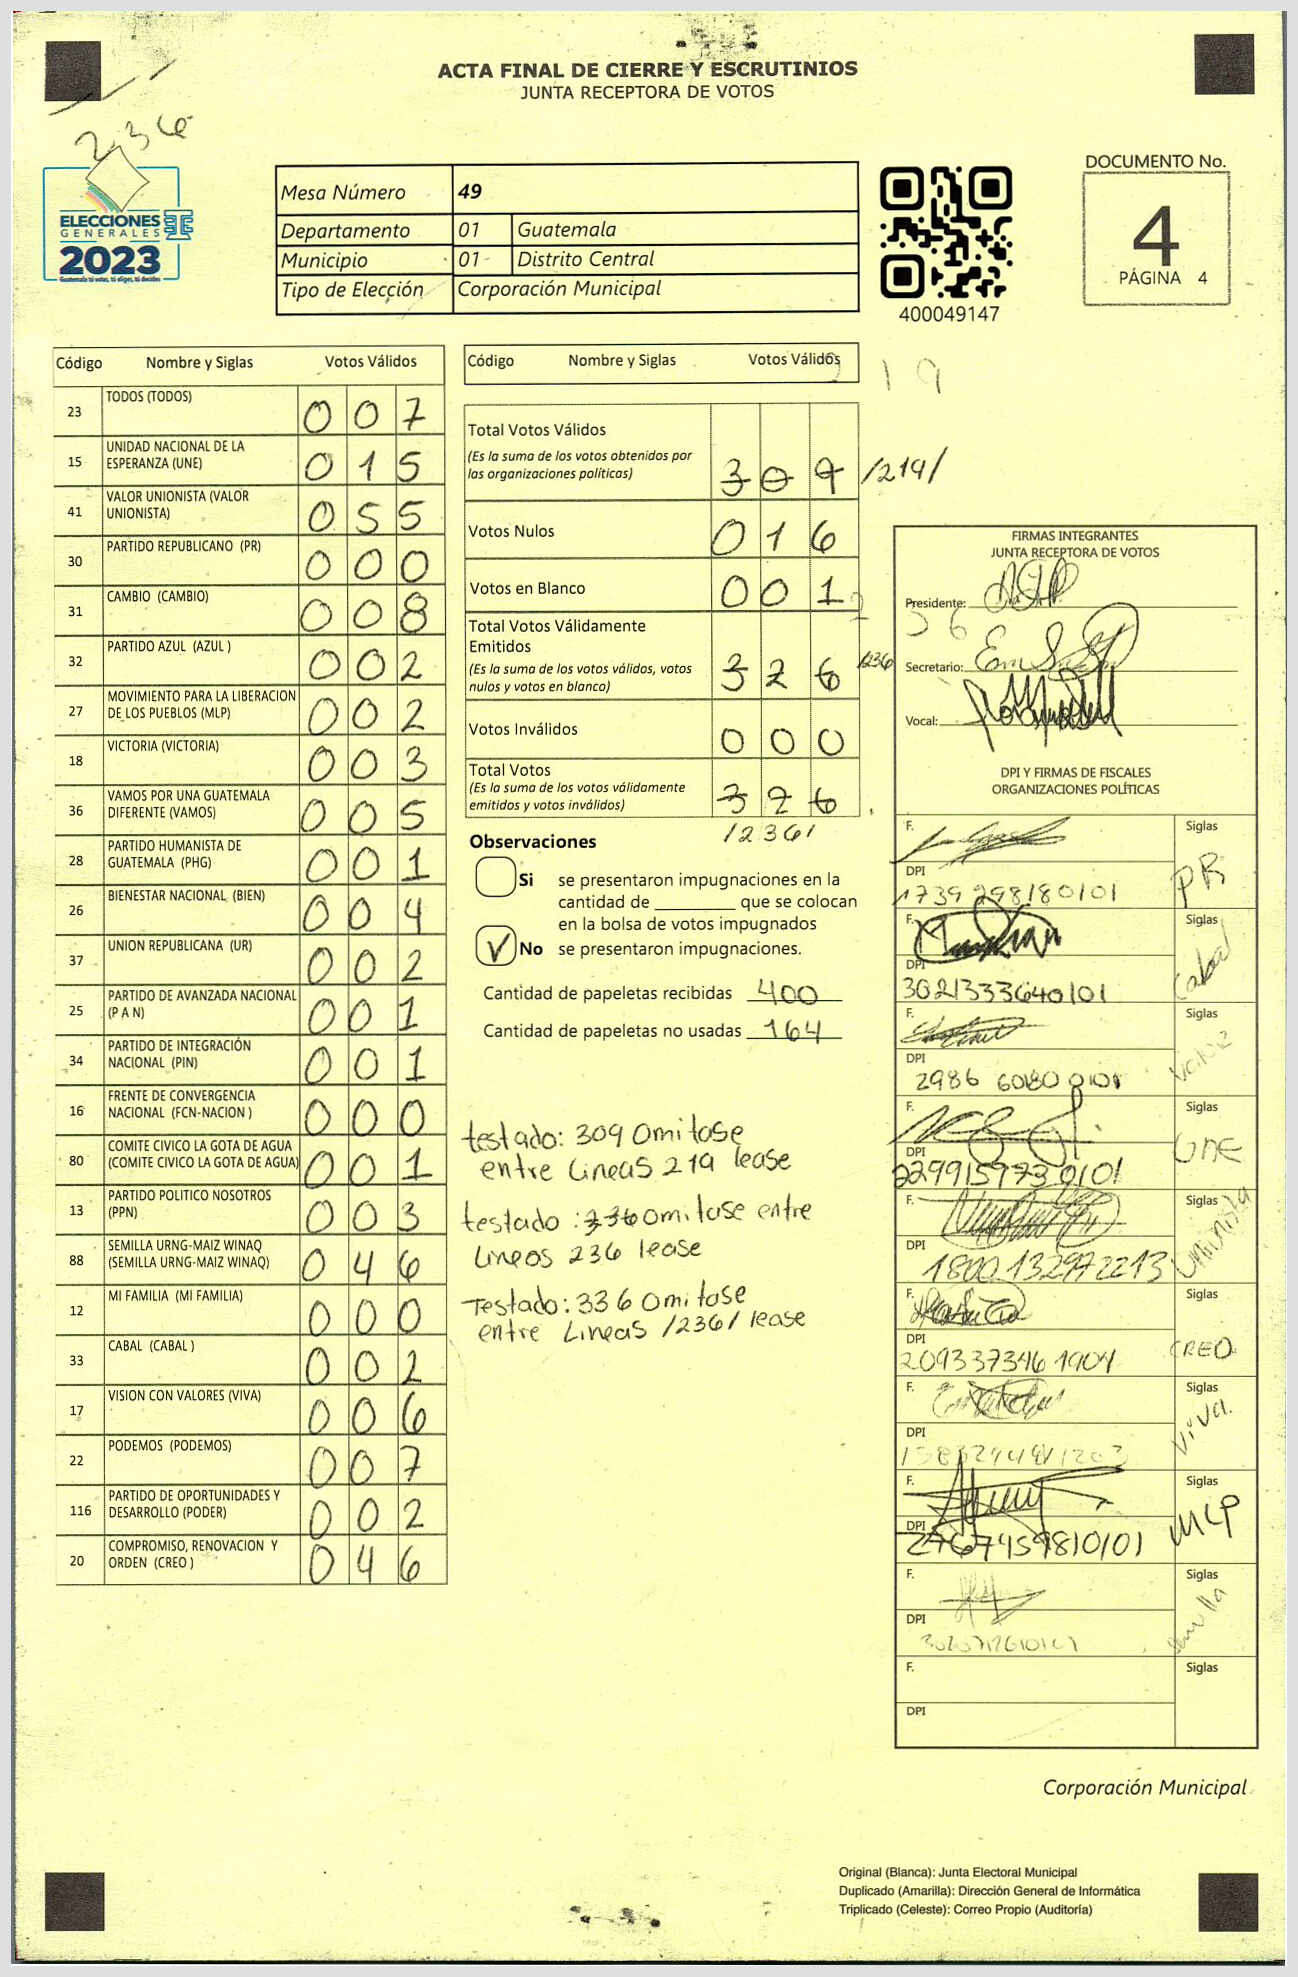 ACTA FINAL DE CIERRE Y ESCRUTINIOS
JUNTA RECEPTORA DE VOTOS
236
ELECCIONES
GENERALES
2023
Guatemala tú votas, tú eliges, tú decides
Mesa Número 49
Departamento 01 Guatemala
Municipio 01 Distrito Central
Tipo de Elección Corporación Municipal
400049147
DOCUMENTO No.
4
PÁGINA 4
Código Nombre y Siglas Votos Válidos
23 TODOS (TODOS) 0 0 7
15 UNIDAD NACIONAL DE LA ESPERANZA (UNE) 0 1 5
41 VALOR UNIONISTA (VALOR UNIONISTA) 0 5 5
30 PARTIDO REPUBLICANO (PR) 0 0 0
31 CAMBIO (CAMBIO) 0 0 8
32 PARTIDO AZUL (AZUL ) 0 0 2
27 MOVIMIENTO PARA LA LIBERACION DE LOS PUEBLOS (MLP) 0 0 2
18 VICTORIA (VICTORIA) 0 0 3
36 VAMOS POR UNA GUATEMALA DIFERENTE (VAMOS) 0 0 5
28 PARTIDO HUMANISTA DE GUATEMALA (PHG) 0 0 1
26 BIENESTAR NACIONAL (BIEN) 0 0 4
37 UNION REPUBLICANA (UR) 0 0 2
25 PARTIDO DE AVANZADA NACIONAL (P A N) 0 0 1
34 PARTIDO DE INTEGRACIÓN NACIONAL (PIN) 0 0 1
16 FRENTE DE CONVERGENCIA NACIONAL (FCN-NACION ) 0 0 0
80 COMITE CIVICO LA GOTA DE AGUA (COMITE CIVICO LA GOTA DE AGUA) 0 0 1
13 PARTIDO POLITICO NOSOTROS (PPN) 0 0 3
88 SEMILLA URNG-MAIZ WINAQ (SEMILLA URNG-MAIZ WINAQ) 0 4 6
12 MI FAMILIA (MI FAMILIA) 0 0 0
33 CABAL (CABAL ) 0 0 2
17 VISION CON VALORES (VIVA) 0 0 6
22 PODEMOS (PODEMOS) 0 0 7
116 PARTIDO DE OPORTUNIDADES Y DESARROLLO (PODER) 0 0 2
20 COMPROMISO, RENOVACION Y ORDEN (CREO ) 0 4 6
Código Nombre y Siglas Votos Válidos
19
Total Votos Válidos
(Es la suma de los votos obtenidos por
las organizaciones políticas) 3 0 9 /219/
Votos Nulos 0 1 6
Votos en Blanco 0 0 1
Total Votos Válidamente
Emitidos
(Es la suma de los votos válidos, votos
nulos y votos en blanco) 3 2 6 /236
Votos Inválidos 0 0 0
Total Votos
(Es la suma de los votos válidamente
emitidos y votos inválidos) 3 2 6
/236/
Observaciones
Si se presentaron impugnaciones en la
cantidad de ________ que se colocan
en la bolsa de votos impugnados
No se presentaron impugnaciones.
Cantidad de papeletas recibidas 400
Cantidad de papeletas no usadas 164
testado: 309 Omitase
entre Lineas 219 lease
testado: 336 omitase entre
Lineas 236 lease
Testado: 336 Omitase
entre Lineas /236/ lease
FIRMAS INTEGRANTES
JUNTA RECEPTORA DE VOTOS
Presidente:
Secretario:
Vocal:
DPI Y FIRMAS DE FISCALES
ORGANIZACIONES POLÍTICAS
F. Siglas
DPI PR
1739 298180101
F. Siglas
DPI Cabal
3021333640101
F. Siglas
DPI
2986 60180 0101
F. Siglas
DPI UNE
2299159730101
F. Siglas
DPI Unionista
1800 132972213
F. Siglas
DPI CREO
209337346 1904
F. Siglas
DPI Viva
F. Siglas
DPI MLP
2767459810101
F. Siglas
DPI Semilla
F. Siglas
DPI
Corporación Municipal
Original (Blanca): Junta Electoral Municipal
Duplicado (Amarilla): Dirección General de Informática
Triplicado (Celeste): Correo Propio (Auditoría)